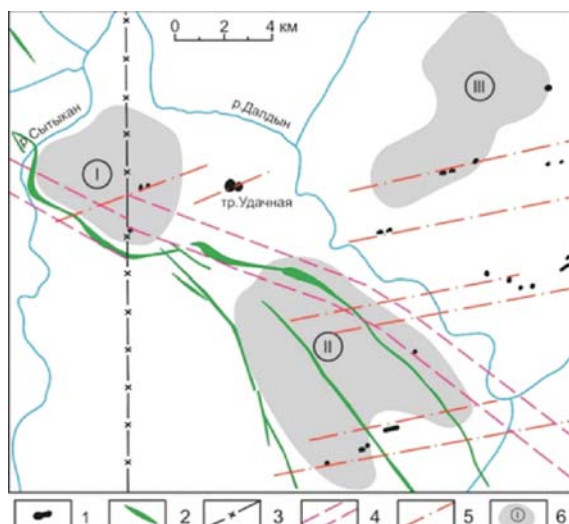 0 2 4 км
р.Сытыкан
р.Далдын
III
I
тр.Удачная
II
1 2 3 4 5 I 6